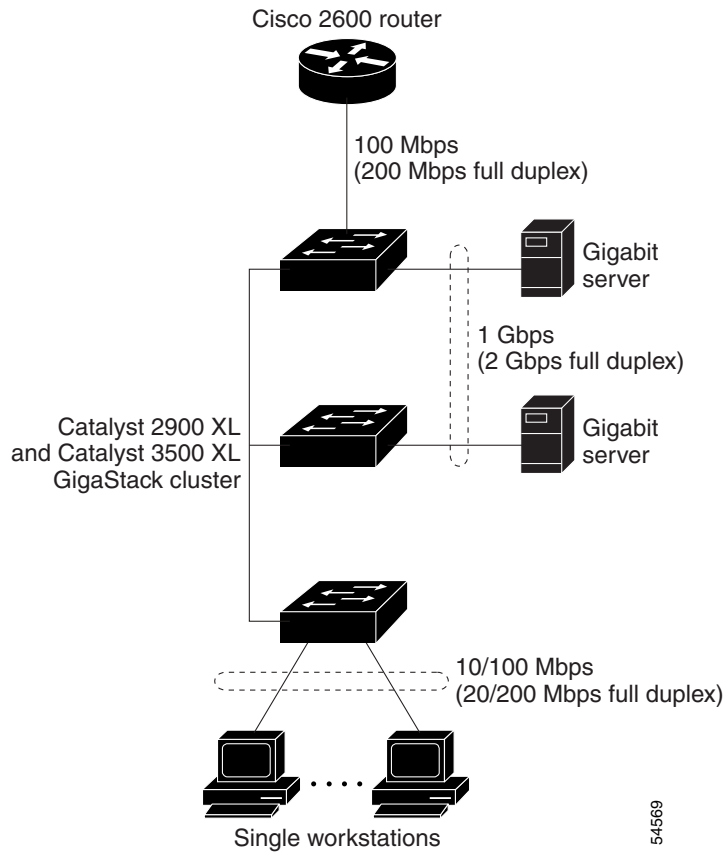 Cisco 2600 router
100 Mbps
(200 Mbps full duplex)
Gigabit
server
1 Gbps
(2 Gbps full duplex)
Catalyst 2900 XL
and Catalyst 3500 XL
GigaStack cluster
Gigabit
server
10/100 Mbps
(20/200 Mbps full duplex)
Single workstations
54569